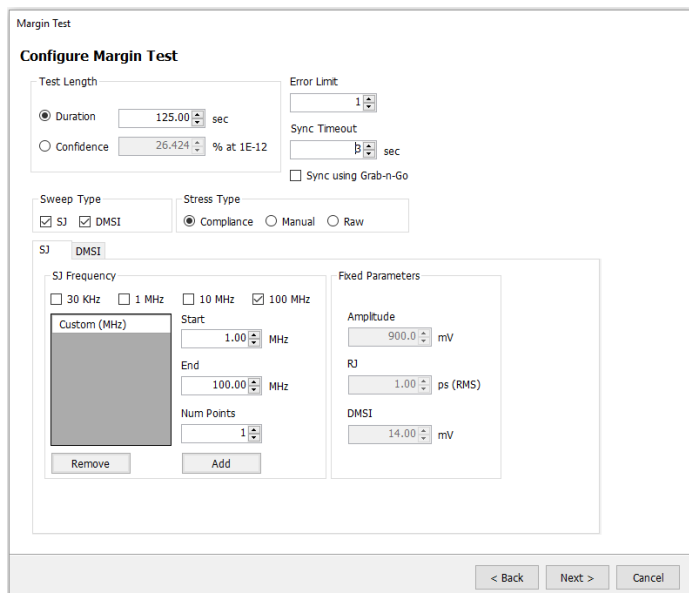 Margin Test
Configure Margin Test
Test Length
Duration 125.00 sec
Confidence 26.424 % at 1E-12
Error Limit
1
Sync Timeout
3 sec
Sync using Grab-n-Go
Sweep Type
SJ DMSI
Stress Type
Compliance Manual Raw
SJ DMSI
SJ Frequency
30 KHz 1 MHz 10 MHz 100 MHz
Custom (MHz)
Start
1.00 MHz
End
100.00 MHz
Num Points
1
Remove Add
Fixed Parameters
Amplitude
900.0 mV
RJ
1.00 ps (RMS)
DMSI
14.00 mV
< Back Next > Cancel